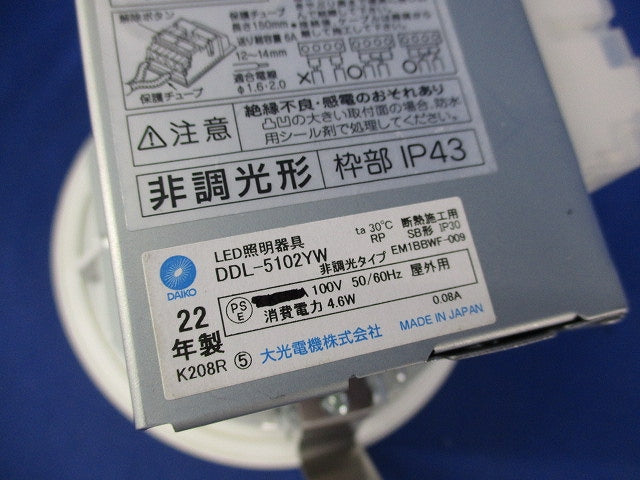 解除ボタン
保護チューブ
長さ150mm
送り総容量 6A
12~14mm
適合電線
φ1.6・2.0
保護チューブ
注意
絶縁不良・感電のおそれあり
凸凹の大きい取付面の場合、防水
用シール剤で処理してください。
非調光形
枠部 IP43
LED照明器具
DDL-5102YW
非調光タイプ
ta 30℃
RP
断熱施工用
SB形 IP30
EM1BBWF-009
DAIKO
PS
E
100V 50/60Hz 屋外用
消費電力 4.6W
0.08A
22
年製
K208R ⑤
大光電機株式会社
MADE IN JAPAN